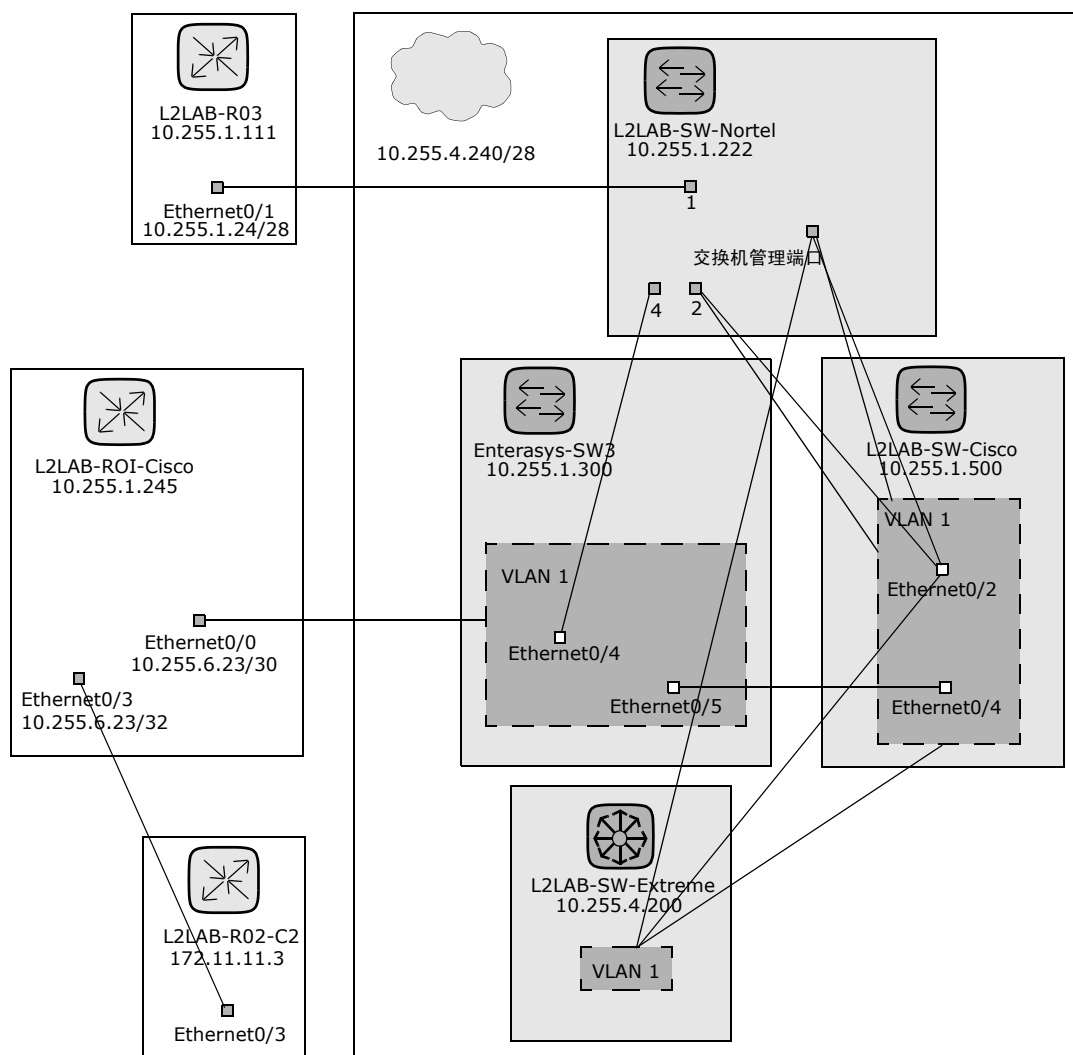 L2LAB-R03
10.255.1.111
Ethernet0/1
10.255.1.24/28
10.255.4.240/28
L2LAB-SW-Nortel
10.255.1.222
1
交换机管理端口
4
2
L2LAB-ROI-Cisco
10.255.1.245
Ethernet0/0
10.255.6.23/30
Ethernet0/3
10.255.6.23/32
Enterasys-SW3
10.255.1.300
VLAN 1
Ethernet0/4
Ethernet0/5
L2LAB-SW-Cisco
10.255.1.500
VLAN 1
Ethernet0/2
Ethernet0/4
L2LAB-R02-C2
172.11.11.3
Ethernet0/3
L2LAB-SW-Extreme
10.255.4.200
VLAN 1